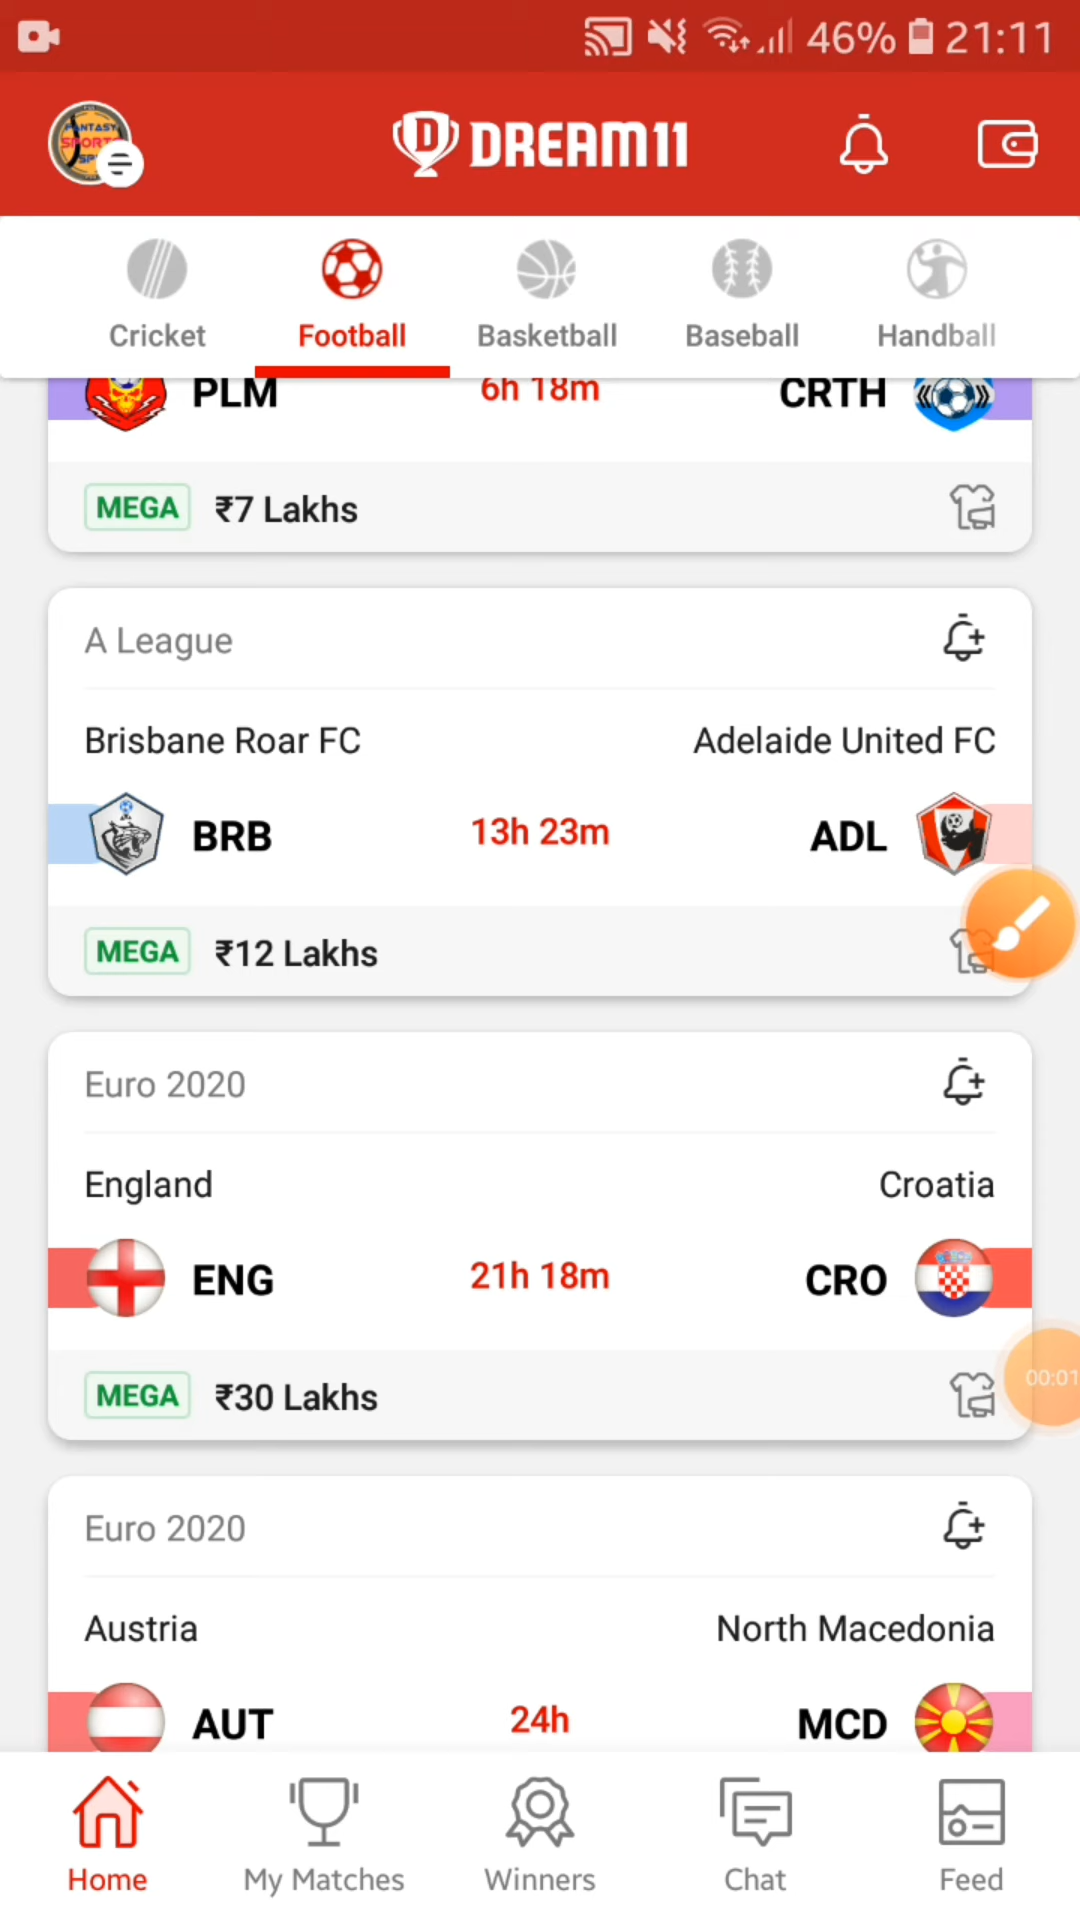 46% 21:11
FANTASY
SPORTS
DREAM11
Cricket Football Basketball Baseball Handball
PLM 6h 18m CRTH
MEGA ₹7 Lakhs
A League
Brisbane Roar FC Adelaide United FC
BRB 13h 23m ADL
MEGA ₹12 Lakhs
Euro 2020
England Croatia
ENG 21h 18m CRO
MEGA ₹30 Lakhs
00:01
Euro 2020
Austria North Macedonia
AUT 24h MCD
Home My Matches Winners Chat Feed